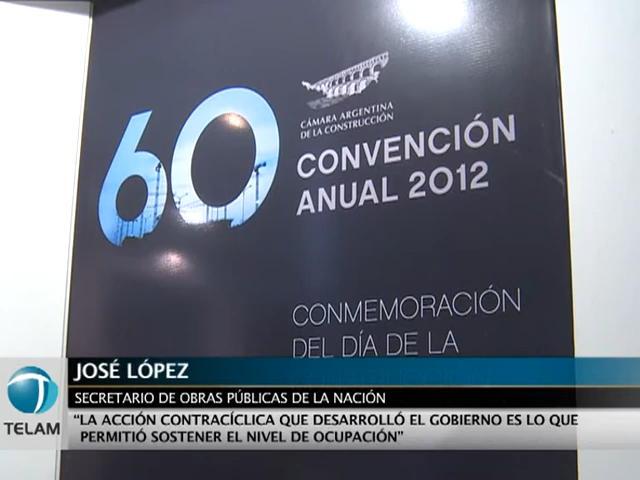 60
CÁMARA ARGENTINA
DE LA CONSTRUCCIÓN
CONVENCIÓN
ANUAL 2012
CONMEMORACIÓN
DEL DÍA DE LA
JOSÉ LÓPEZ
SECRETARIO DE OBRAS PÚBLICAS DE LA NACIÓN
TELAM
“LA ACCIÓN CONTRACÍCLICA QUE DESARROLLÓ EL GOBIERNO ES LO QUE
PERMITIÓ SOSTENER EL NIVEL DE OCUPACIÓN”